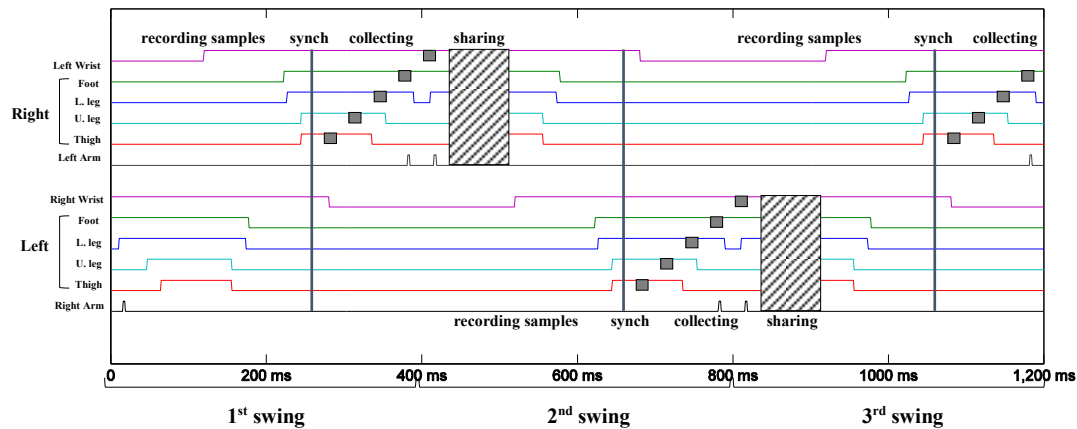 recording samples synch collecting sharing recording samples synch collecting
Left Wrist
Foot
L. leg
Right
U. leg
Thigh
Left Arm
Right Wrist
Foot
L. leg
Left
U. leg
Thigh
Right Arm
recording samples synch collecting sharing
0 200 ms 400 ms 600 ms 800 ms 1000 ms 1,200 ms
1st swing 2nd swing 3rd swing